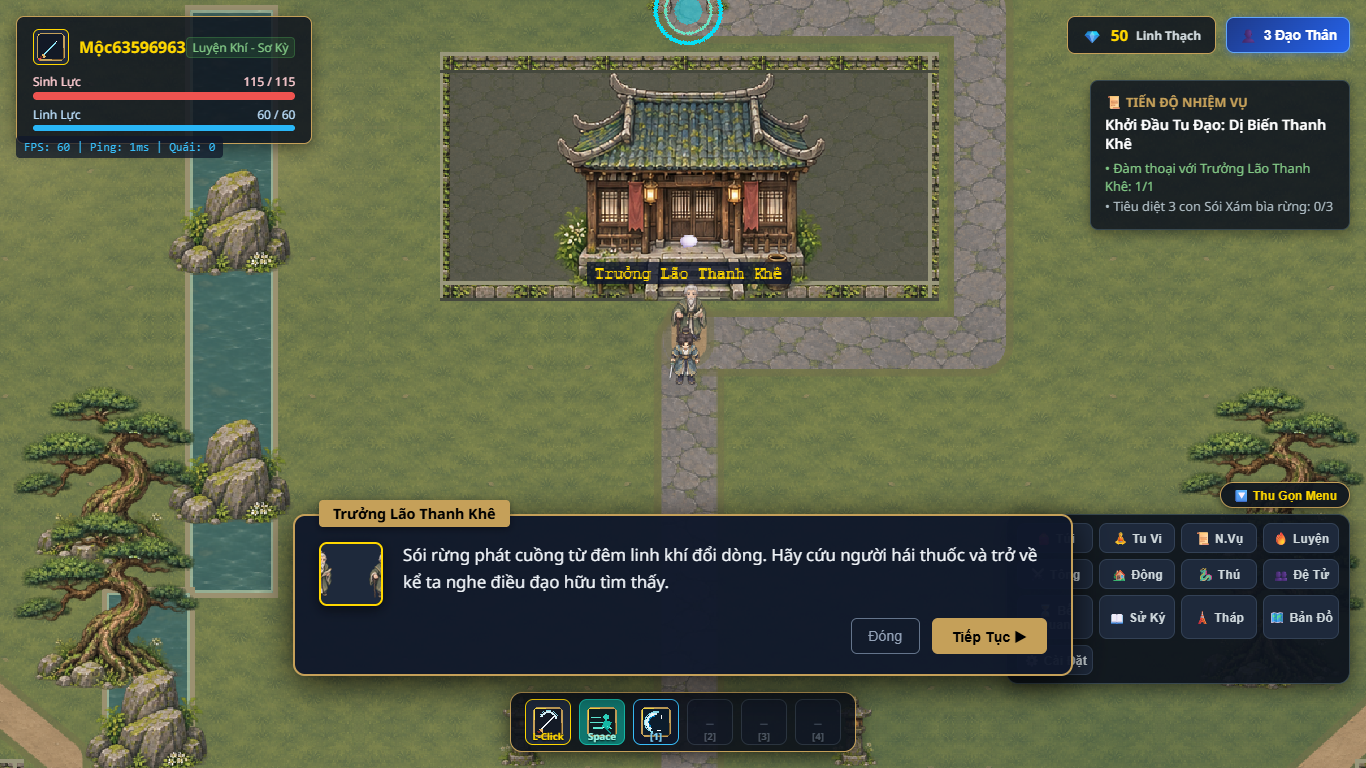 Mộc63596963
Luyện Khí - Sơ Kỳ
Sinh Lực
115 / 115
Linh Lực
60 / 60
FPS: 60 | Ping: 1ms | Quái: 0
50 Linh Thạch
3 Đạo Thân
TIẾN ĐỘ NHIỆM VỤ
Khởi Đầu Tu Đạo: Dị Biến Thanh
Khê
• Đàm thoại với Trưởng Lão Thanh
Khê: 1/1
• Tiêu diệt 3 con Sói Xám bìa rừng: 0/3
Trưởng Lão Thanh Khê
Thu Gọn Menu
Tu Vi
N.Vụ
Luyện
Động
Thú
Đệ Tử
Sử Ký
Tháp
Bản Đồ
Trưởng Lão Thanh Khê
Sói rừng phát cuồng từ đêm linh khí đổi dòng. Hãy cứu người hái thuốc và trở về
kể ta nghe điều đạo hữu tìm thấy.
Đóng
Tiếp Tục ▶
L-Click
Space
[1]
[2]
[3]
[4]